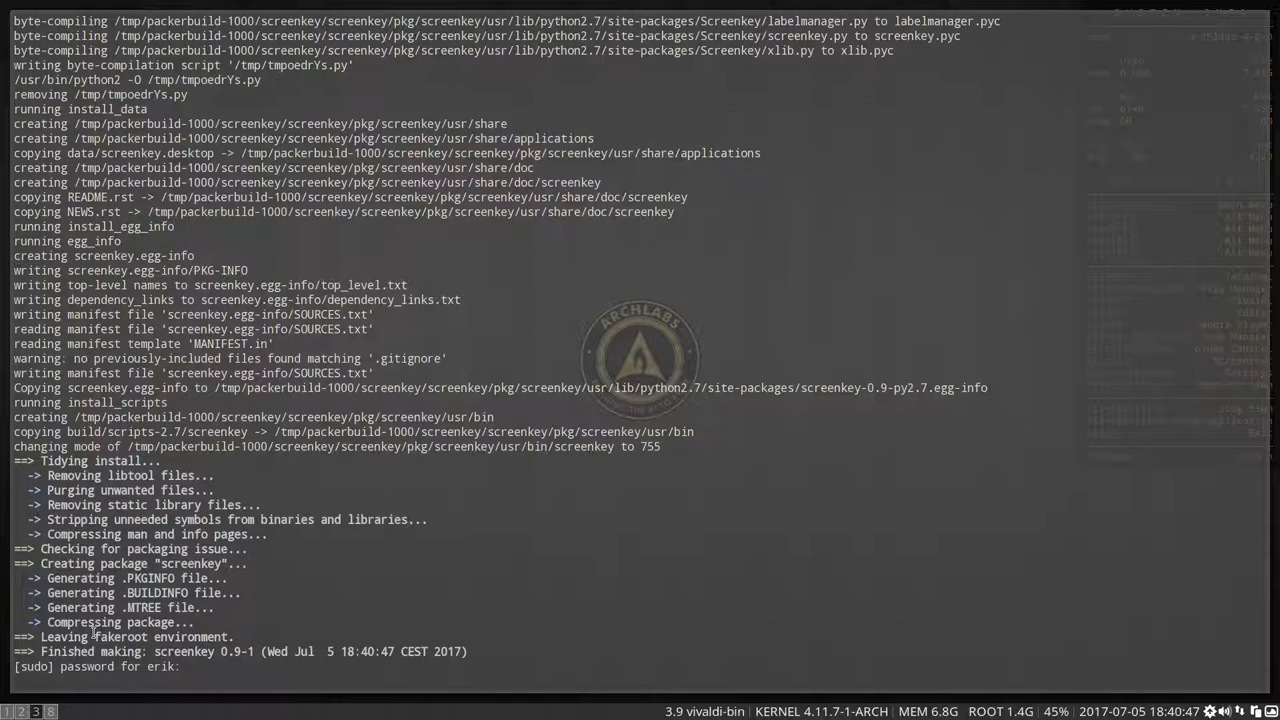 byte-compiling /tmp/packerbuild-1000/screenkey/screenkey/pkg/screenkey/usr/lib/python2.7/site-packages/Screenkey/labelmanager.py to labelmanager.pyc
byte-compiling /tmp/packerbuild-1000/screenkey/screenkey/pkg/screenkey/usr/lib/python2.7/site-packages/Screenkey/screenkey.py to screenkey.pyc
byte-compiling /tmp/packerbuild-1000/screenkey/screenkey/pkg/screenkey/usr/lib/python2.7/site-packages/Screenkey/xlib.py to xlib.pyc
writing byte-compilation script '/tmp/tmpoedrYs.py'
/usr/bin/python2 -O /tmp/tmpoedrYs.py
removing /tmp/tmpoedrYs.py
running install_data
creating /tmp/packerbuild-1000/screenkey/screenkey/pkg/screenkey/usr/share
creating /tmp/packerbuild-1000/screenkey/screenkey/pkg/screenkey/usr/share/applications
copying data/screenkey.desktop -> /tmp/packerbuild-1000/screenkey/screenkey/pkg/screenkey/usr/share/applications
creating /tmp/packerbuild-1000/screenkey/screenkey/pkg/screenkey/usr/share/doc
creating /tmp/packerbuild-1000/screenkey/screenkey/pkg/screenkey/usr/share/doc/screenkey
copying README.rst -> /tmp/packerbuild-1000/screenkey/screenkey/pkg/screenkey/usr/share/doc/screenkey
copying NEWS.rst -> /tmp/packerbuild-1000/screenkey/screenkey/pkg/screenkey/usr/share/doc/screenkey
running install_egg_info
running egg_info
creating screenkey.egg-info
writing screenkey.egg-info/PKG-INFO
writing top-level names to screenkey.egg-info/top_level.txt
writing dependency_links to screenkey.egg-info/dependency_links.txt
writing manifest file 'screenkey.egg-info/SOURCES.txt'
reading manifest file 'screenkey.egg-info/SOURCES.txt'
reading manifest template 'MANIFEST.in'
warning: no previously-included files found matching '.gitignore'
writing manifest file 'screenkey.egg-info/SOURCES.txt'
Copying screenkey.egg-info to /tmp/packerbuild-1000/screenkey/screenkey/pkg/screenkey/usr/lib/python2.7/site-packages/screenkey-0.9-py2.7.egg-info
running install_scripts
creating /tmp/packerbuild-1000/screenkey/screenkey/pkg/screenkey/usr/bin
copying build/scripts-2.7/screenkey -> /tmp/packerbuild-1000/screenkey/screenkey/pkg/screenkey/usr/bin
changing mode of /tmp/packerbuild-1000/screenkey/screenkey/pkg/screenkey/usr/bin/screenkey to 755
==> Tidying install...
-> Removing libtool files...
-> Purging unwanted files...
-> Removing static library files...
-> Stripping unneeded symbols from binaries and libraries...
-> Compressing man and info pages...
==> Checking for packaging issue...
==> Creating package "screenkey"...
-> Generating .PKGINFO file...
-> Generating .BUILDINFO file...
-> Generating .MTREE file...
-> Compressing package...
==> Leaving fakeroot environment.
==> Finished making: screenkey 0.9-1 (Wed Jul  5 18:40:47 CEST 2017)
[sudo] password for erik:
ARCHLABS
1 2 3 8
3.9 vivaldi-bin | KERNEL 4.11.7-1-ARCH | MEM 6.8G | ROOT 1.4G | 45% | 2017-07-05 18:40:47